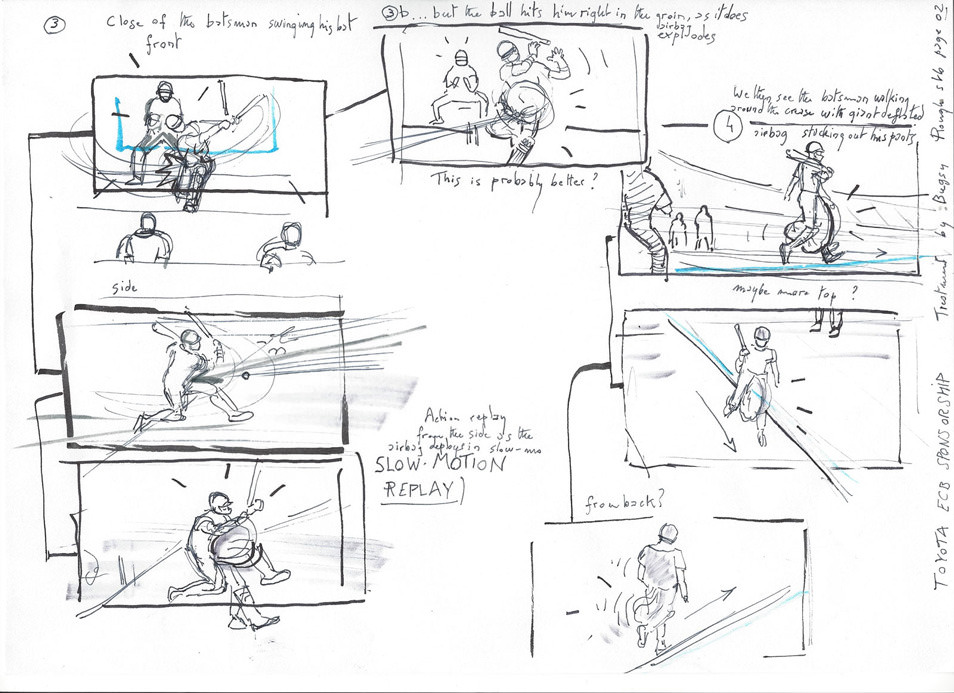 3
Close of the batsman swinging his bat
front
3b... but the ball hits him right in the groin, as it does
airbag
explodes
This is probably better?
4
We then see the batsman walking
around the crease with giant deflated
airbag sticking out his pants
side
maybe more top ?
Action replay
from the side as the
airbag deploys in slow-mo
SLOW-MOTION
REPLAY)
from back?
TOYOTA ECB SPONSORSHIP Treatment by: Bugsy page 02